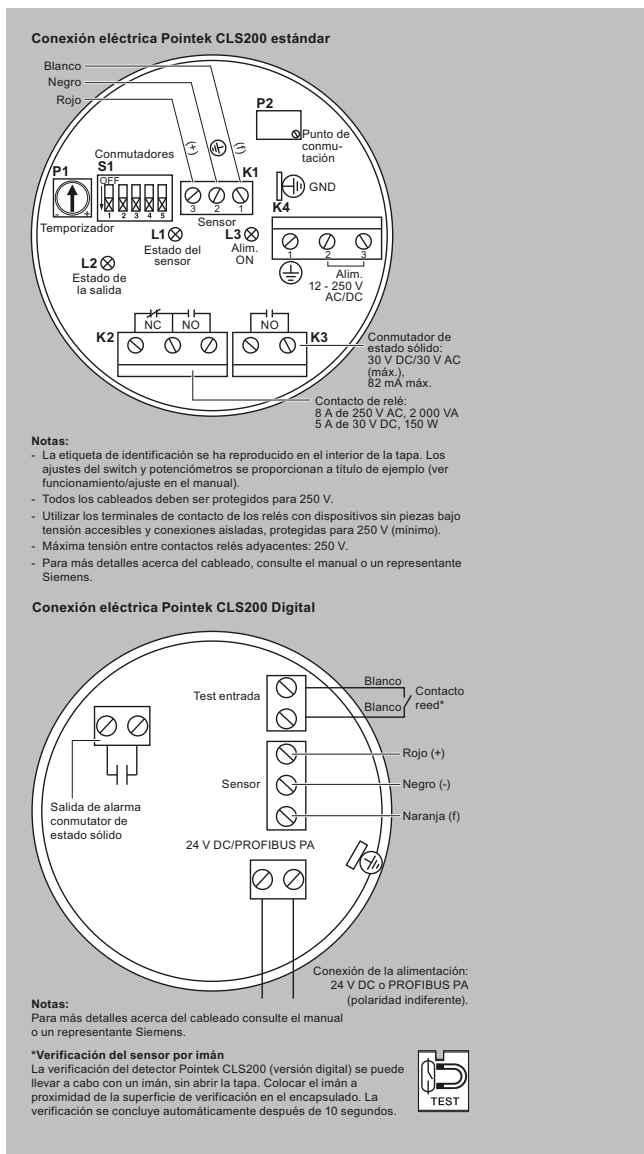 Conexión eléctrica Pointek CLS200 estándar
Blanco
Negro
Rojo
(+)
(f)
P2
Punto de
conmu-
tación
Conmutadores
S1
P1
OFF
- +
1 2 3 4 5
Temporizador
K1
3 2 1
Sensor
GND
K4
1 2 3
L1
Estado del
sensor
L3
Alim.
ON
L2
Estado de
la salida
Alim.
12 - 250 V
AC/DC
K2
NC NO
NO
K3
Conmutador de
estado sólido:
30 V DC/30 V AC
(máx.),
82 mA máx.
Contacto de relé:
8 A de 250 V AC, 2 000 VA
5 A de 30 V DC, 150 W
Notas:
- La etiqueta de identificación se ha reproducido en el interior de la tapa. Los
ajustes del switch y potenciómetros se proporcionan a título de ejemplo (ver
funcionamiento/ajuste en el manual).
- Todos los cableados deben ser protegidos para 250 V.
- Utilizar los terminales de contacto de los relés con dispositivos sin piezas bajo
tensión accesibles y conexiones aisladas, protegidas para 250 V (mínimo).
- Máxima tensión entre contactos relés adyacentes: 250 V.
- Para más detalles acerca del cableado, consulte el manual o un representante
Siemens.
Conexión eléctrica Pointek CLS200 Digital
Test entrada
Blanco
Blanco
Contacto
reed*
Sensor
Rojo (+)
Negro (-)
Naranja (f)
Salida de alarma
conmutator de
estado sólido
24 V DC/PROFIBUS PA
Conexión de la alimentación:
24 V DC o PROFIBUS PA
(polaridad indiferente).
Notas:
Para más detalles acerca del cableado consulte el manual
o un representante Siemens.
*Verificación del sensor por imán
La verificación del detector Pointek CLS200 (versión digital) se puede
llevar a cabo con un imán, sin abrir la tapa. Colocar el imán a
proximidad de la superficie de verificación en el encapsulado. La
verificación se concluye automáticamente después de 10 segundos.
TEST